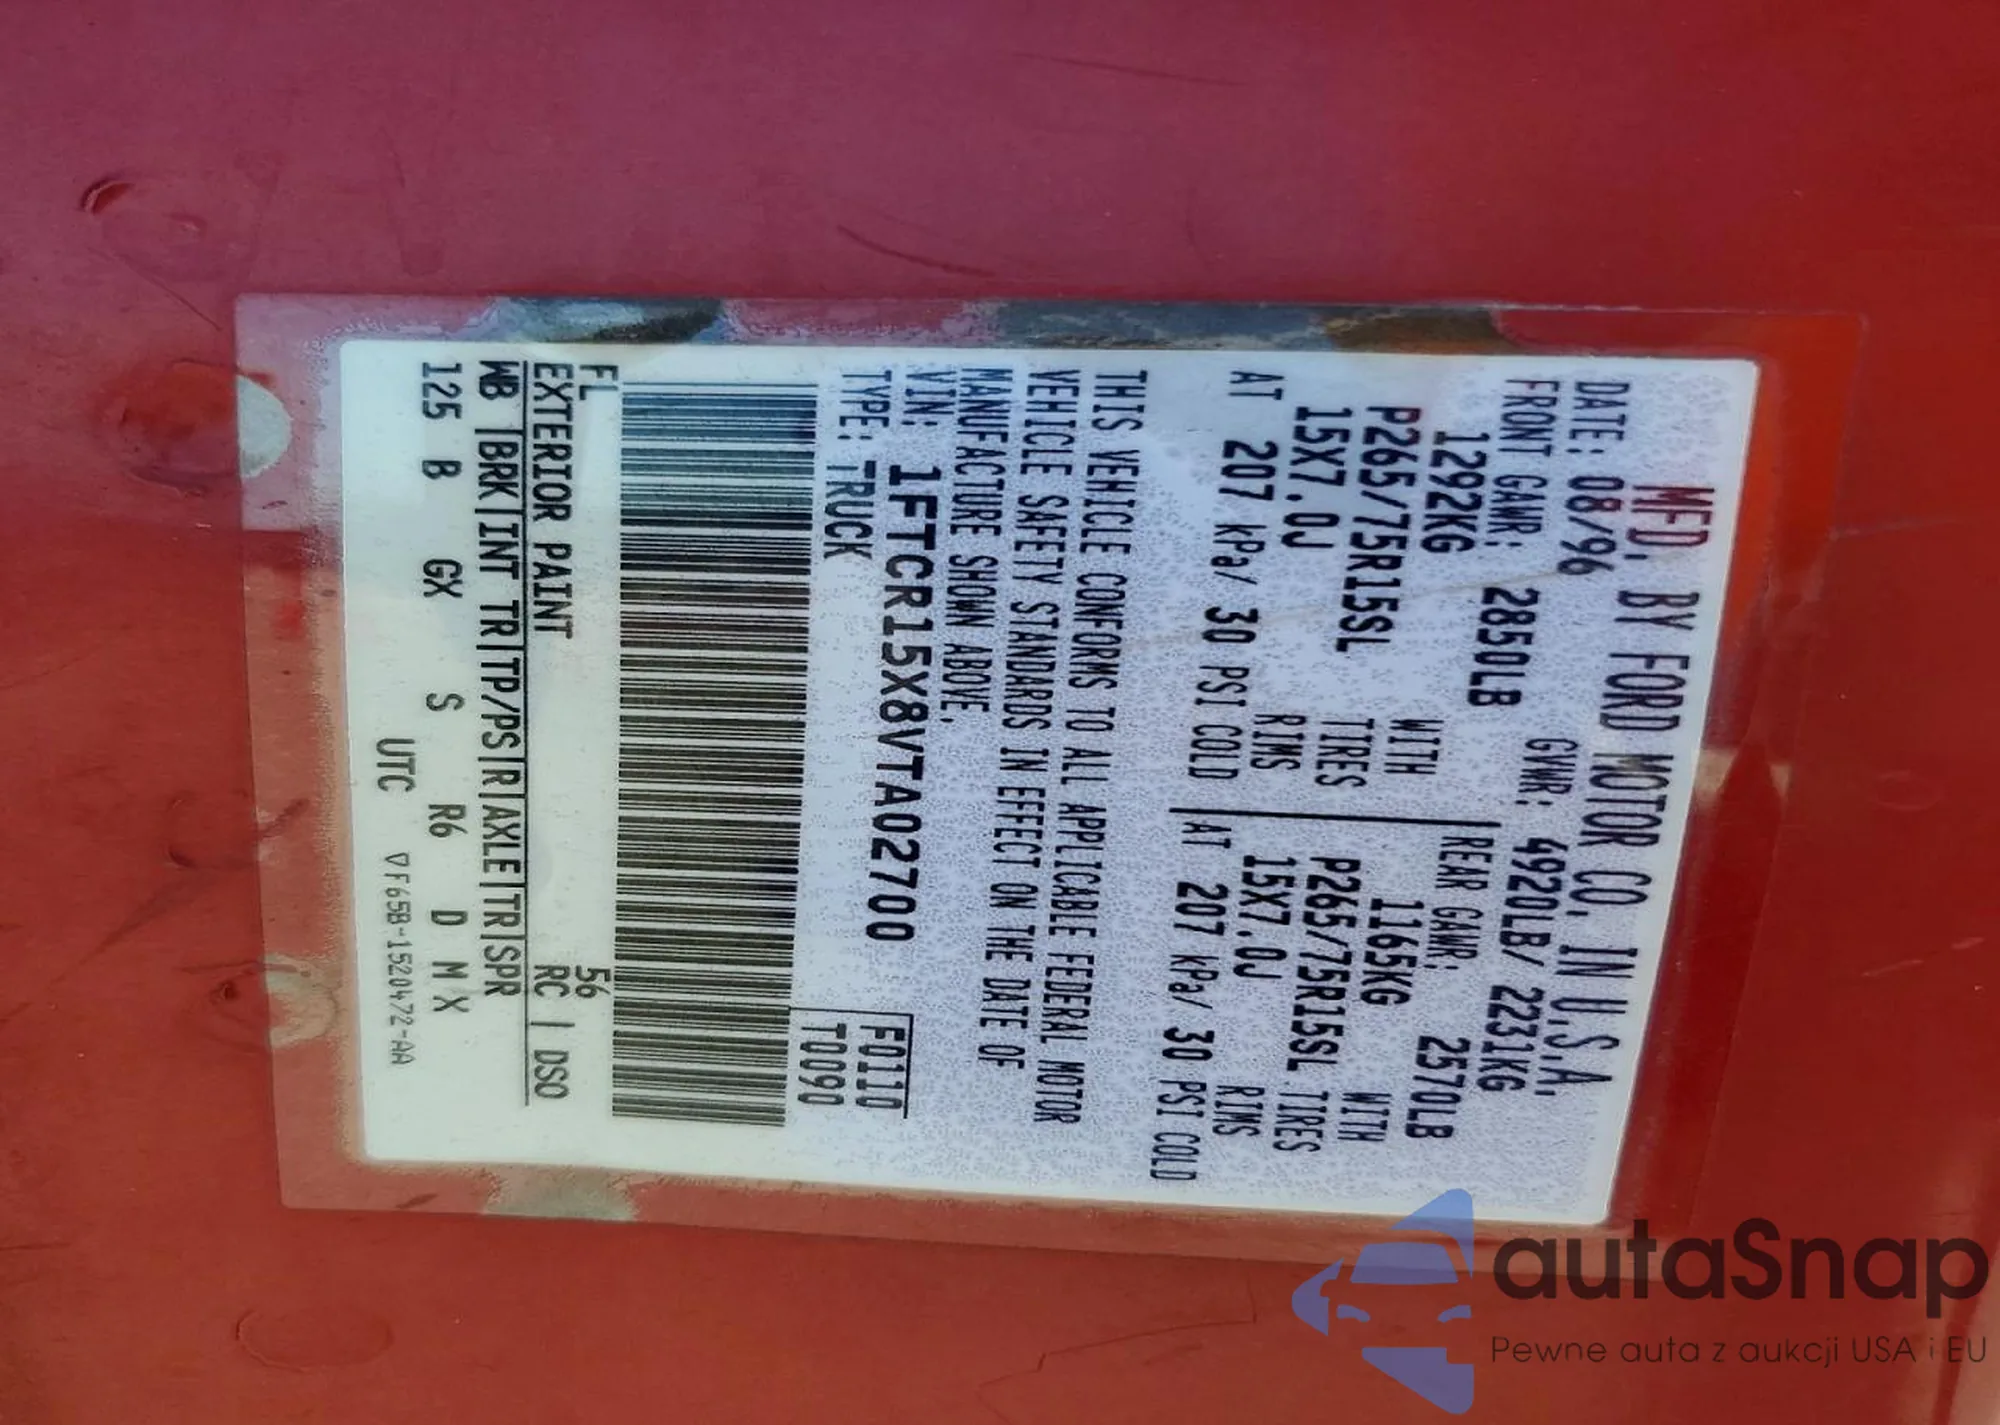 MFD. BY FORD MOTOR CO. IN U.S.A.
DATE: 08/96 GVWR: 4920LB/ 2231KG
FRONT GAWR: 2850LB REAR GAWR: 2570LB
1292KG WITH 1165KG WITH
P265/75R15SL TIRES P265/75R15SL TIRES
15X7.0J RIMS 15X7.0J RIMS
AT 207 kPa/ 30 PSI COLD AT 207 kPa/ 30 PSI COLD
THIS VEHICLE CONFORMS TO ALL APPLICABLE FEDERAL MOTOR
VEHICLE SAFETY STANDARDS IN EFFECT ON THE DATE OF
MANUFACTURE SHOWN ABOVE.
VIN: 1FTCR15X8VTA02700 F0110
TYPE: TRUCK T0090
FL 56
EXTERIOR PAINT RC | DSO
WB |BRK|INT TR|TP/PS|R|AXLE|TR|SPR
125 B GX S R6 D M X
UTC ▽F65B-1520472-AA
autaSnap
Pewne auta z aukcji USA i EU